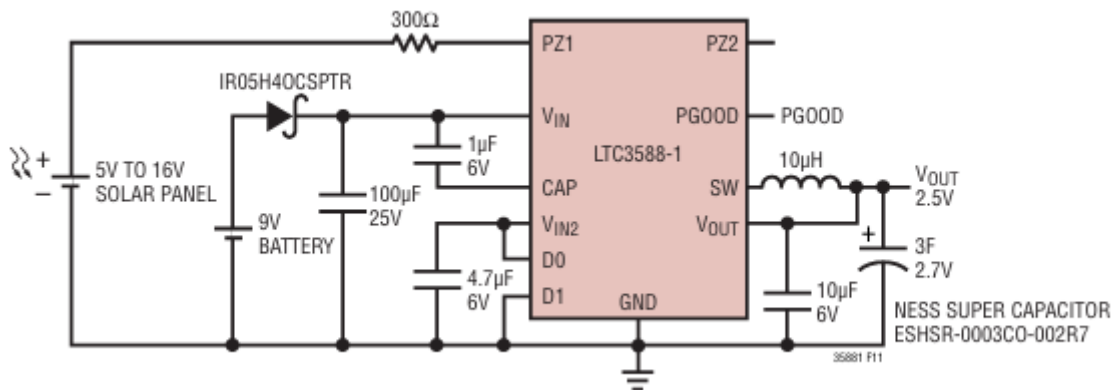 300Ω
PZ1
PZ2
IR05H4OCSPTR
VIN
PGOOD
PGOOD
LTC3588-1
1µF
6V
10µH
5V TO 16V
SOLAR PANEL
+
−
100µF
25V
CAP
SW
VOUT
2.5V
9V
BATTERY
VIN2
VOUT
+
3F
2.7V
D0
4.7µF
6V
D1
GND
10µF
6V
NESS SUPER CAPACITOR
ESHSR-0003CO-002R7
35881 F11